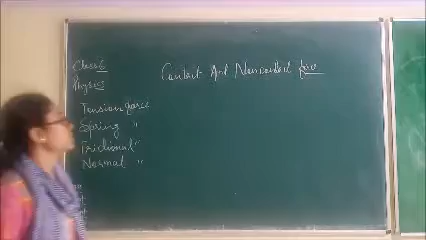 Contact And Noncontact force
Class 6
Physics
Tension force
Spring "
Frictional "
Normal "